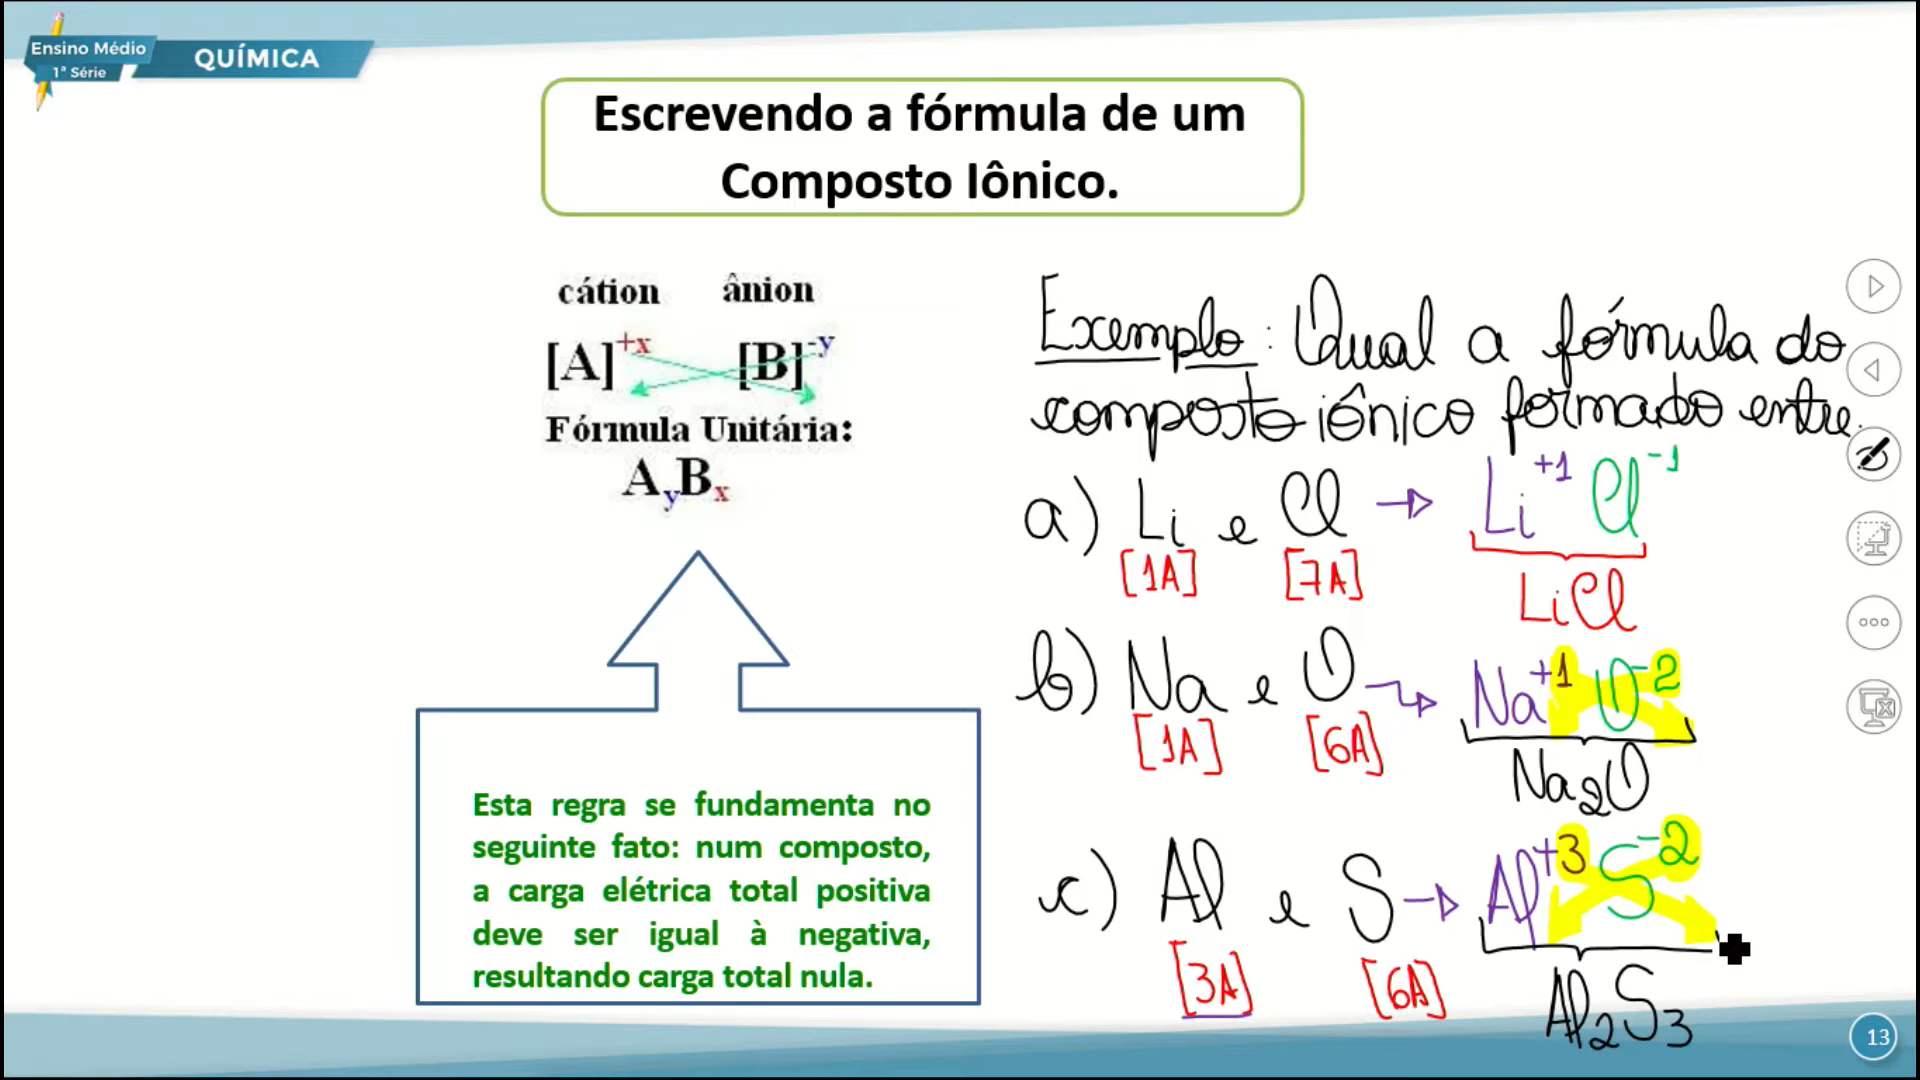 Ensino Médio
1ª Série
QUÍMICA
Escrevendo a fórmula de um
Composto Iônico.
cátion ânion
[A]+x [B]-y
Fórmula Unitária:
AyBx
Esta regra se fundamenta no
seguinte fato: num composto,
a carga elétrica total positiva
deve ser igual à negativa,
resultando carga total nula.
Exemplo: Qual a fórmula do
composto iônico formado entre:
a) Li e Cl → Li+1 Cl-1
[1A] [7A]
LiCl
b) Na e O → Na+1 O-2
[1A] [6A]
Na2O
c) Al e S → Al+3 S-2
[3A] [6A]
Al2S3
13